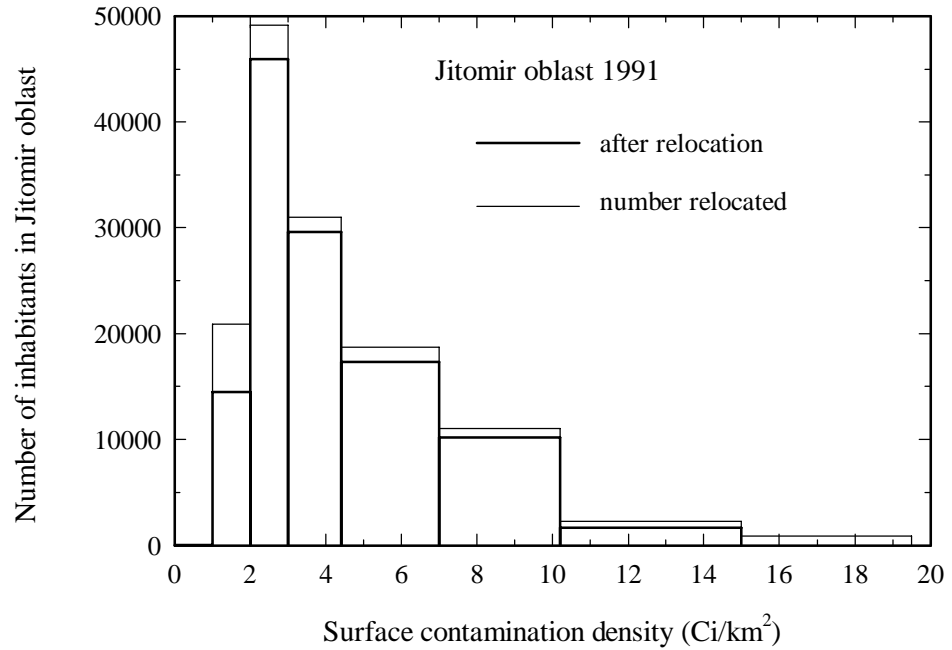 50000
40000
30000
20000
10000
0
Number of inhabitants in Jitomir oblast
Jitomir oblast 1991
after relocation
number relocated
0 2 4 6 8 10 12 14 16 18 20
Surface contamination density (Ci/km²)